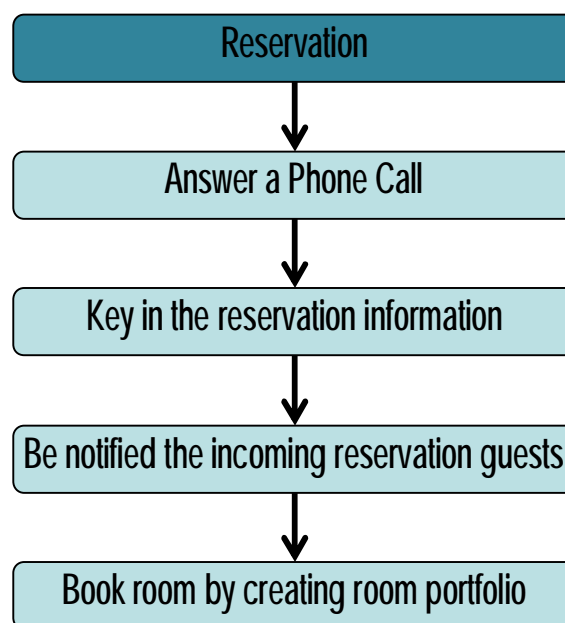 Reservation
Answer a Phone Call
Key in the reservation information
Be notified the incoming reservation guests
Book room by creating room portfolio